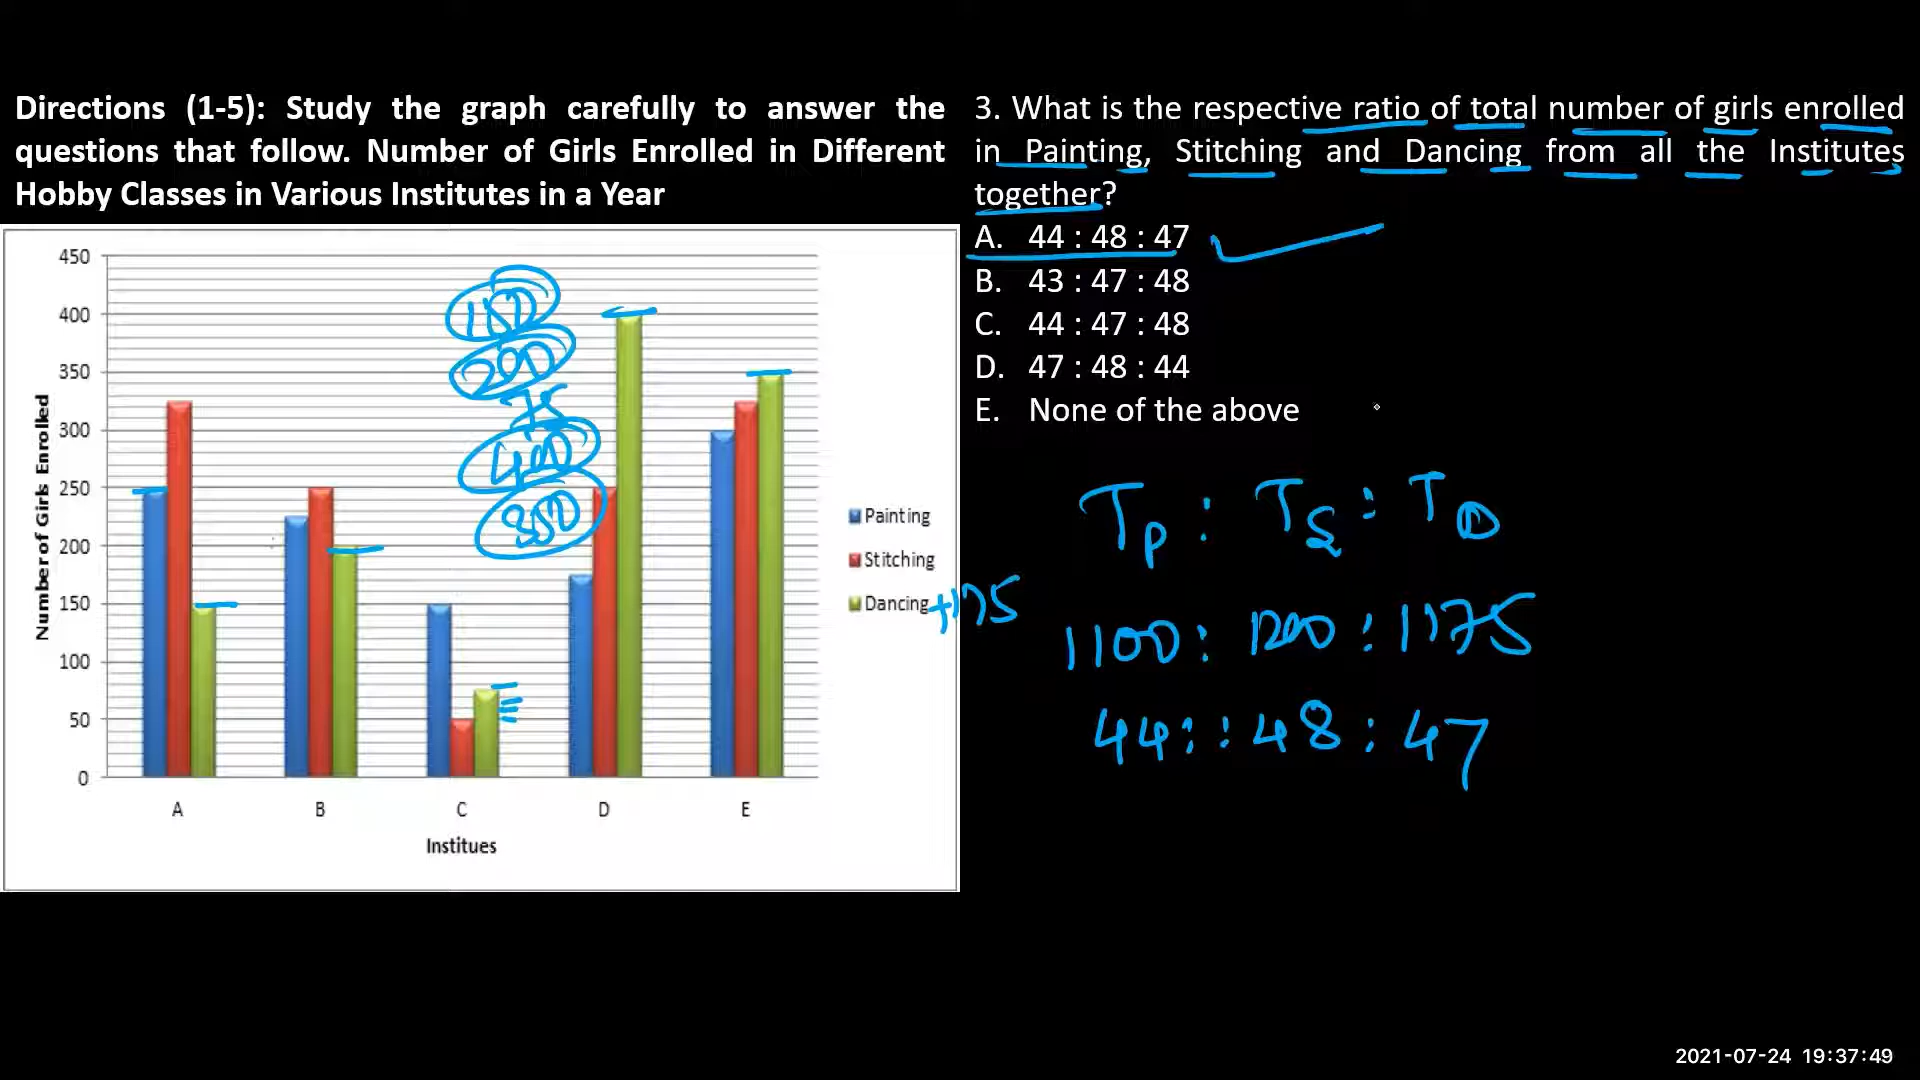 Directions (1-5): Study the graph carefully to answer the
questions that follow. Number of Girls Enrolled in Different
Hobby Classes in Various Institutes in a Year
450
400
350
300
250
200
150
100
50
0
Number of Girls Enrolled
A B C D E
Institues
Painting
Stitching
Dancing
150
200
75
400
350
+1175
3. What is the respective ratio of total number of girls enrolled
in Painting, Stitching and Dancing from all the Institutes
together?
A. 44 : 48 : 47
B. 43 : 47 : 48
C. 44 : 47 : 48
D. 47 : 48 : 44
E. None of the above
TP : TS : TD
1100 : 1200 : 1175
44 : : 48 : 47
2021-07-24 19:37:49